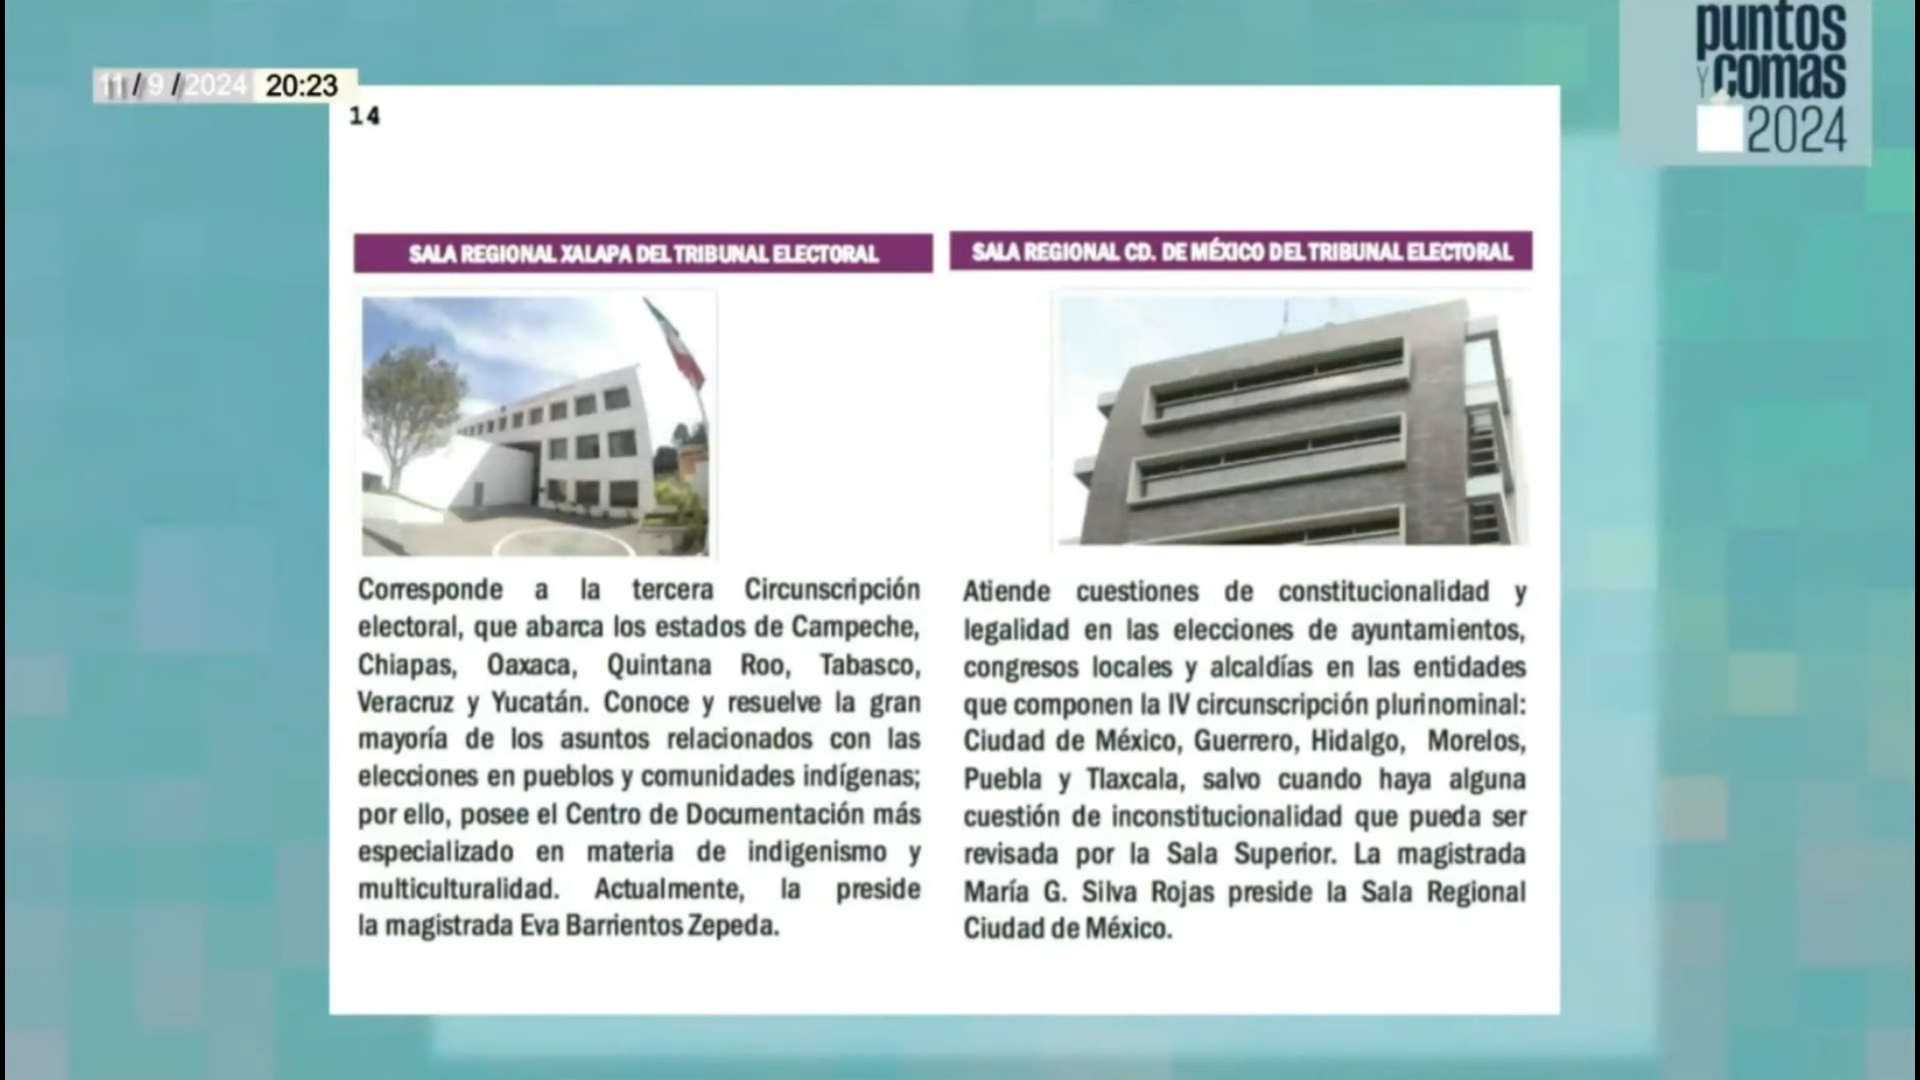 11/9/2024 20:23
puntos
y comas
2024
14
SALA REGIONAL XALAPA DEL TRIBUNAL ELECTORAL
Corresponde a la tercera Circunscripción
electoral, que abarca los estados de Campeche,
Chiapas, Oaxaca, Quintana Roo, Tabasco,
Veracruz y Yucatán. Conoce y resuelve la gran
mayoría de los asuntos relacionados con las
elecciones en pueblos y comunidades indígenas;
por ello, posee el Centro de Documentación más
especializado en materia de indigenismo y
multiculturalidad. Actualmente, la preside
la magistrada Eva Barrientos Zepeda.
SALA REGIONAL CD. DE MÉXICO DEL TRIBUNAL ELECTORAL
Atiende cuestiones de constitucionalidad y
legalidad en las elecciones de ayuntamientos,
congresos locales y alcaldías en las entidades
que componen la IV circunscripción plurinominal:
Ciudad de México, Guerrero, Hidalgo, Morelos,
Puebla y Tlaxcala, salvo cuando haya alguna
cuestión de inconstitucionalidad que pueda ser
revisada por la Sala Superior. La magistrada
María G. Silva Rojas preside la Sala Regional
Ciudad de México.